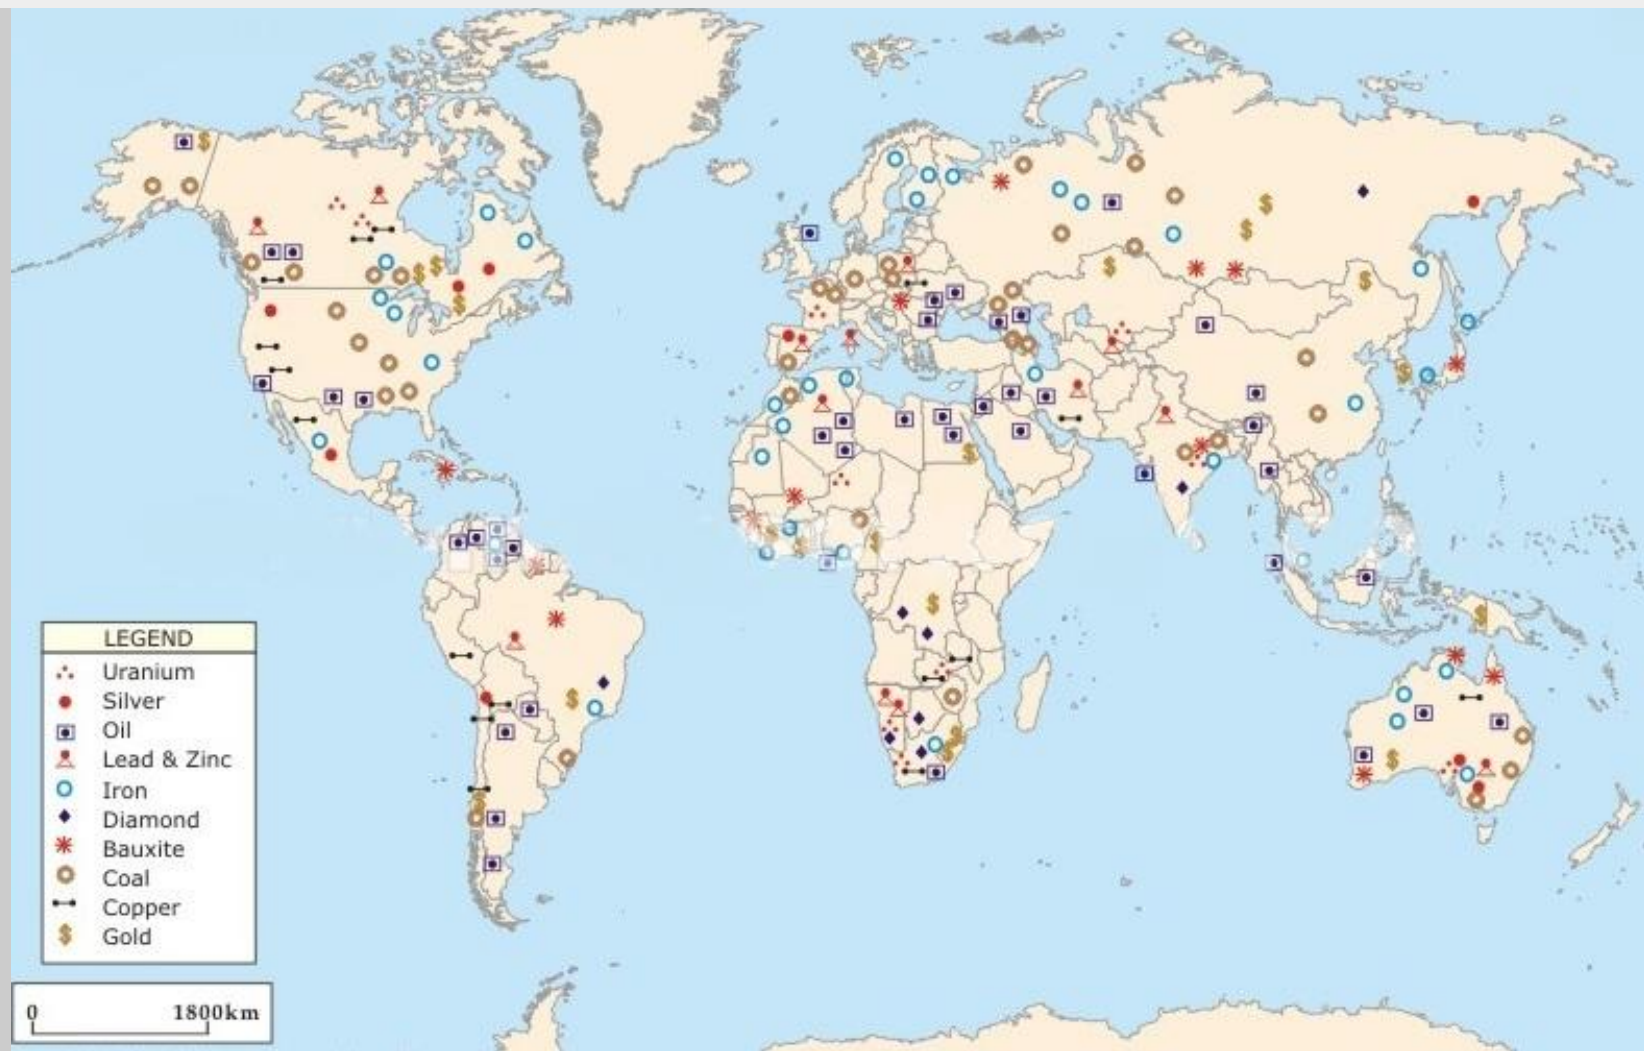 LEGEND
Uranium
Silver
Oil
Lead & Zinc
Iron
Diamond
Bauxite
Coal
Copper
Gold
0 1800km